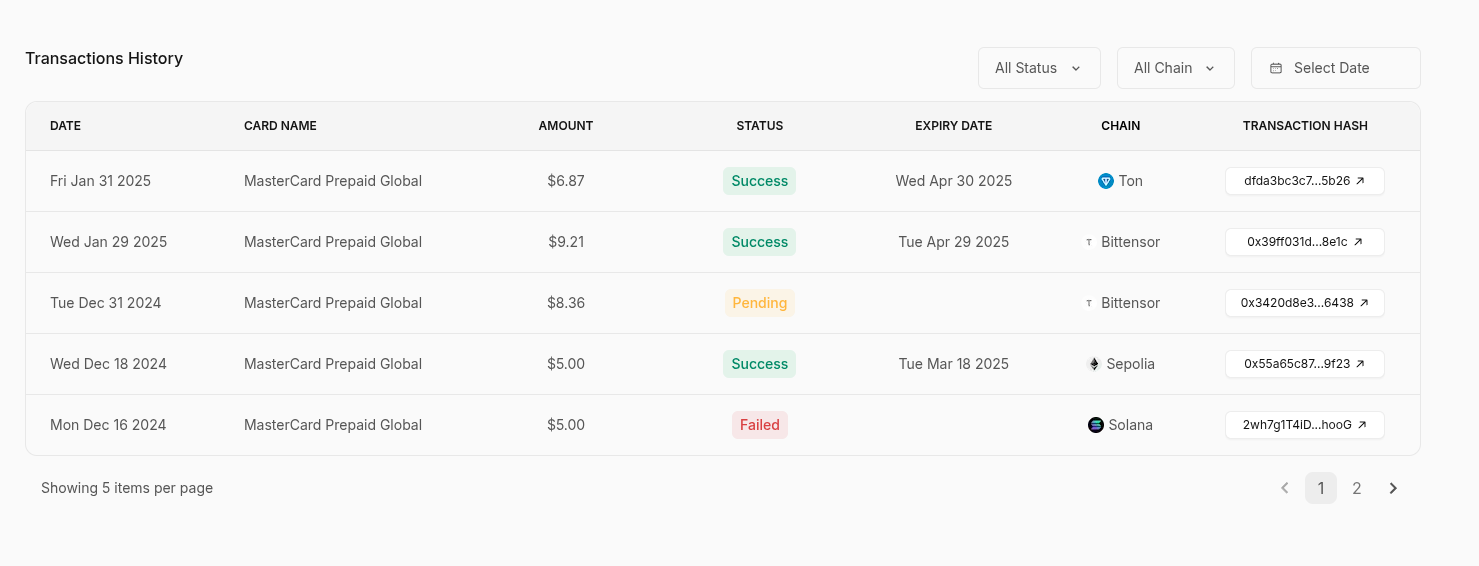 Transactions History
All Status All Chain Select Date
DATE CARD NAME AMOUNT STATUS EXPIRY DATE CHAIN TRANSACTION HASH
Fri Jan 31 2025 MasterCard Prepaid Global $6.87 Success Wed Apr 30 2025 Ton dfda3bc3c7...5b26
Wed Jan 29 2025 MasterCard Prepaid Global $9.21 Success Tue Apr 29 2025 T Bittensor 0x39ff031d...8e1c
Tue Dec 31 2024 MasterCard Prepaid Global $8.36 Pending T Bittensor 0x3420d8e3...6438
Wed Dec 18 2024 MasterCard Prepaid Global $5.00 Success Tue Mar 18 2025 Sepolia 0x55a65c87...9f23
Mon Dec 16 2024 MasterCard Prepaid Global $5.00 Failed Solana 2wh7g1T4iD...hooG
Showing 5 items per page 1 2